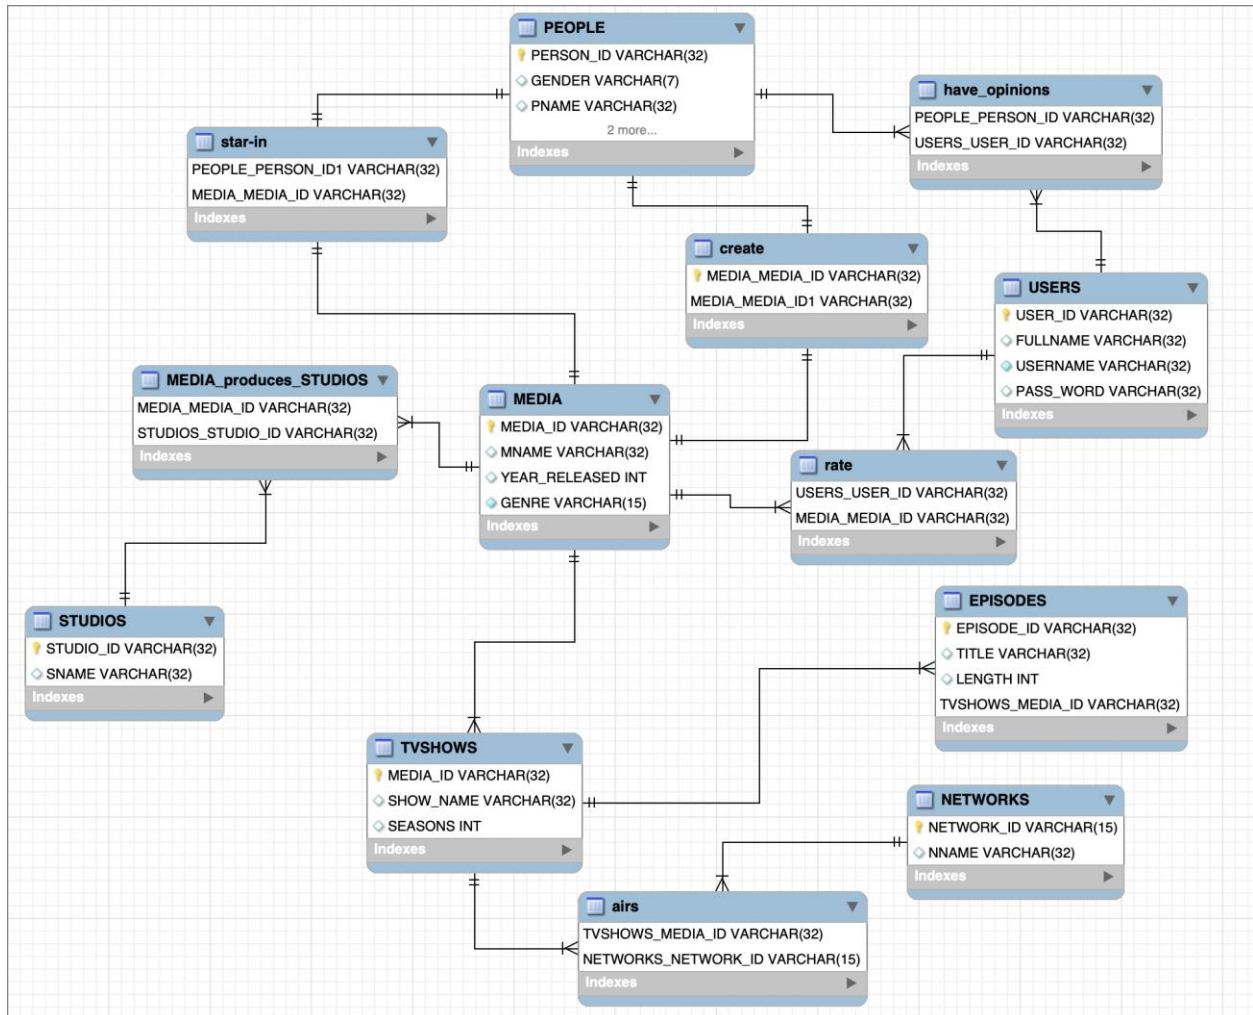 PEOPLE
PERSON_ID VARCHAR(32)
GENDER VARCHAR(7)
PNAME VARCHAR(32)
2 more...
Indexes
have_opinions
PEOPLE_PERSON_ID VARCHAR(32)
USERS_USER_ID VARCHAR(32)
Indexes
star-in
PEOPLE_PERSON_ID1 VARCHAR(32)
MEDIA_MEDIA_ID VARCHAR(32)
Indexes
create
MEDIA_MEDIA_ID VARCHAR(32)
MEDIA_MEDIA_ID1 VARCHAR(32)
Indexes
USERS
USER_ID VARCHAR(32)
FULLNAME VARCHAR(32)
USERNAME VARCHAR(32)
PASS_WORD VARCHAR(32)
Indexes
MEDIA_produces_STUDIOS
MEDIA_MEDIA_ID VARCHAR(32)
STUDIOS_STUDIO_ID VARCHAR(32)
Indexes
MEDIA
MEDIA_ID VARCHAR(32)
MNAME VARCHAR(32)
YEAR_RELEASED INT
GENRE VARCHAR(15)
Indexes
rate
USERS_USER_ID VARCHAR(32)
MEDIA_MEDIA_ID VARCHAR(32)
Indexes
STUDIOS
STUDIO_ID VARCHAR(32)
SNAME VARCHAR(32)
Indexes
EPISODES
EPISODE_ID VARCHAR(32)
TITLE VARCHAR(32)
LENGTH INT
TVSHOWS_MEDIA_ID VARCHAR(32)
Indexes
TVSHOWS
MEDIA_ID VARCHAR(32)
SHOW_NAME VARCHAR(32)
SEASONS INT
Indexes
NETWORKS
NETWORK_ID VARCHAR(15)
NNAME VARCHAR(32)
Indexes
airs
TVSHOWS_MEDIA_ID VARCHAR(32)
NETWORKS_NETWORK_ID VARCHAR(15)
Indexes